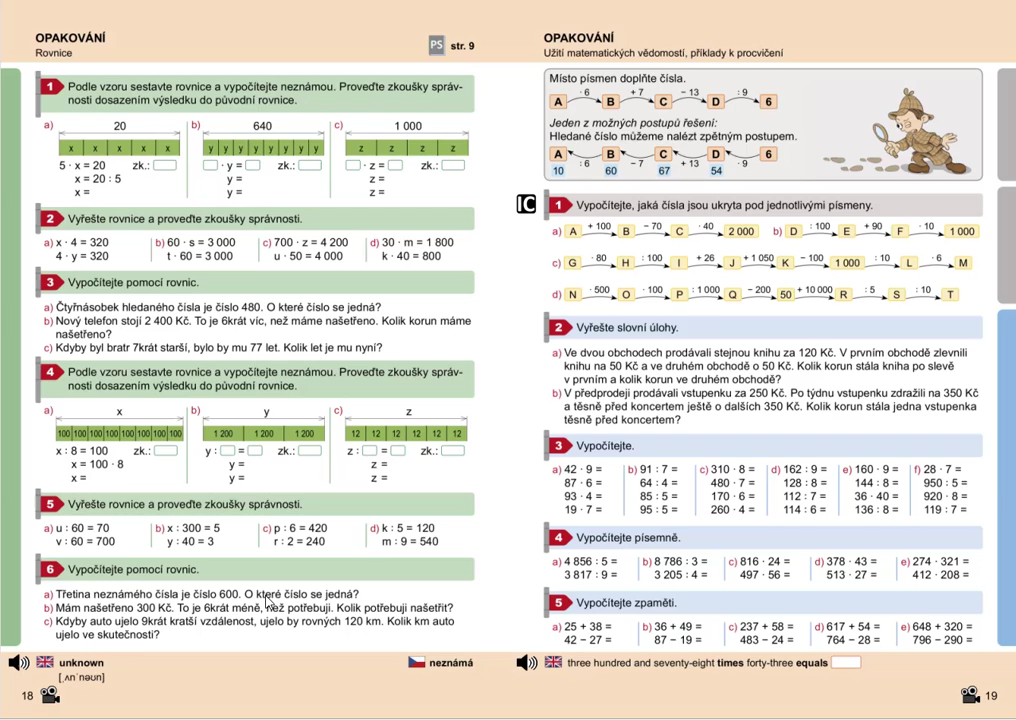 OPAKOVÁNÍ
Rovnice
PS str. 9
1 Podle vzoru sestavte rovnice a vypočítejte neznámou. Proveďte zkoušky správ-
nosti dosazením výsledku do původní rovnice.
a) 20 b) 640 c) 1 000
x x x x x y y y y y y y y z z z z
5 · x = 20 zk.: · y = zk.: · z = zk.:
x = 20 : 5 y = z =
x = y = z =
2 Vyřešte rovnice a proveďte zkoušky správnosti.
a) x · 4 = 320 b) 60 · s = 3 000 c) 700 · z = 4 200 d) 30 · m = 1 800
4 · y = 320 t · 60 = 3 000 u · 50 = 4 000 k · 40 = 800
3 Vypočítejte pomocí rovnic.
a) Čtyřnásobek hledaného čísla je číslo 480. O které číslo se jedná?
b) Nový telefon stojí 2 400 Kč. To je 6krát víc, než máme našetřeno. Kolik korun máme
našetřeno?
c) Kdyby byl bratr 7krát starší, bylo by mu 77 let. Kolik let je mu nyní?
4 Podle vzoru sestavte rovnice a vypočítejte neznámou. Proveďte zkoušky správ-
nosti dosazením výsledku do původní rovnice.
a) x b) y c) z
100 100 100 100 100 100 100 100 1 200 1 200 1 200 12 12 12 12 12 12
x : 8 = 100 zk.: y : = zk.: z : = zk.:
x = 100 · 8 y = z =
x = y = z =
5 Vyřešte rovnice a proveďte zkoušky správnosti.
a) u : 60 = 70 b) x : 300 = 5 c) p : 6 = 420 d) k : 5 = 120
v : 60 = 700 y : 40 = 3 r : 2 = 240 m : 9 = 540
6 Vypočítejte pomocí rovnic.
a) Třetina neznámého čísla je číslo 600. O které číslo se jedná?
b) Mám našetřeno 300 Kč. To je 6krát méně, než potřebuji. Kolik potřebuji našetřit?
c) Kdyby auto ujelo 9krát kratší vzdálenost, ujelo by rovných 120 km. Kolik km auto
ujelo ve skutečnosti?
unknown neznámá
[ˌʌnˈnəʊn]
18
OPAKOVÁNÍ
Užití matematických vědomostí, příklady k procvičení
Místo písmen doplňte čísla.
· 6 + 7 − 13 : 9
A B C D 6
Jeden z možných postupů řešení:
Hledané číslo můžeme nalézt zpětným postupem.
A B C D 6
: 6 − 7 + 13 · 9
10 60 67 54
IC
1 Vypočítejte, jaká čísla jsou ukryta pod jednotlivými písmeny.
a) A + 100 B − 70 C · 40 2 000 b) D : 100 E + 90 F · 10 1 000
c) G · 80 H : 100 I + 26 J + 1 050 K − 100 1 000 : 10 L · 6 M
d) N · 500 O · 100 P : 1 000 Q − 200 50 + 10 000 R : 5 S : 10 T
2 Vyřešte slovní úlohy.
a) Ve dvou obchodech prodávali stejnou knihu za 120 Kč. V prvním obchodě zlevnili
knihu na 50 Kč a ve druhém obchodě o 50 Kč. Kolik korun stála kniha po slevě
v prvním a kolik korun ve druhém obchodě?
b) V předprodeji prodávali vstupenku za 250 Kč. Po týdnu vstupenku zdražili na 350 Kč
a těsně před koncertem ještě o dalších 350 Kč. Kolik korun stála jedna vstupenka
těsně před koncertem?
3 Vypočítejte.
a) 42 · 9 = b) 91 : 7 = c) 310 · 8 = d) 162 : 9 = e) 160 · 9 = f) 28 · 7 =
87 · 6 = 64 : 4 = 480 · 7 = 128 : 8 = 144 : 8 = 950 : 5 =
93 · 4 = 85 : 5 = 170 · 6 = 112 : 7 = 36 · 40 = 920 · 8 =
19 · 7 = 95 : 5 = 260 · 4 = 114 : 6 = 136 : 8 = 119 : 7 =
4 Vypočítejte písemně.
a) 4 856 : 5 = b) 8 786 : 3 = c) 816 · 24 = d) 378 · 43 = e) 274 · 321 =
3 817 : 9 = 3 205 : 4 = 497 · 56 = 513 · 27 = 412 · 208 =
5 Vypočítejte zpaměti.
a) 25 + 38 = b) 36 + 49 = c) 237 + 58 = d) 617 + 54 = e) 648 + 320 =
42 − 27 = 87 − 19 = 483 − 24 = 764 − 28 = 796 − 290 =
three hundred and seventy-eight times forty-three equals
19